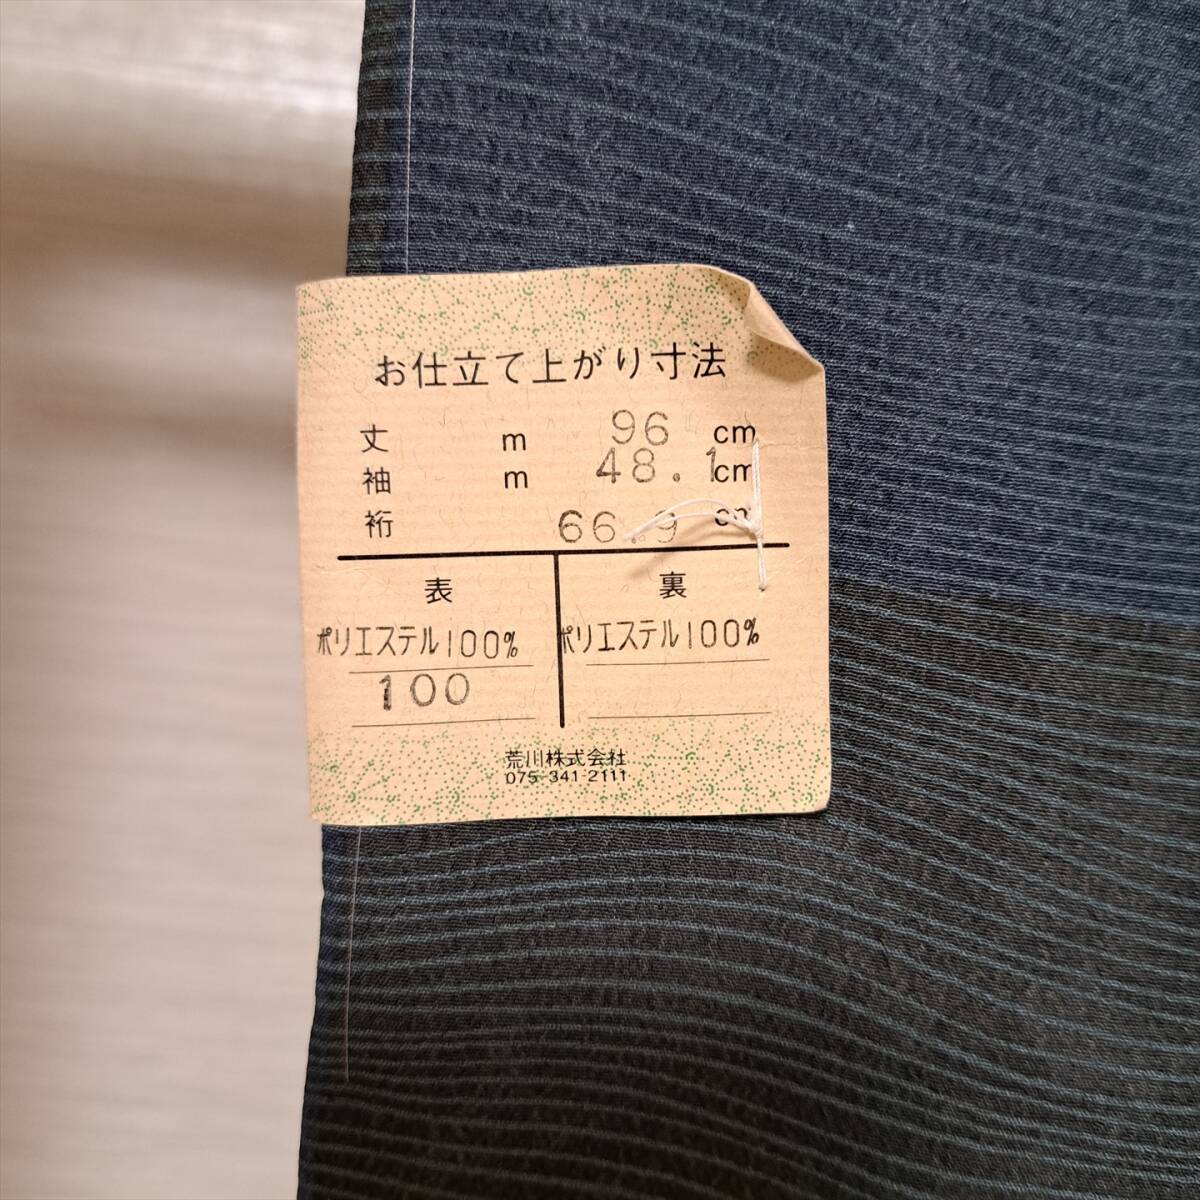 お仕立て上がり寸法
丈 m 96 cm
袖 m 48.1cm
裄 66.9 cm
表 裏
ポリエステル100% ポリエステル100%
100
荒川株式会社
075-341-2111